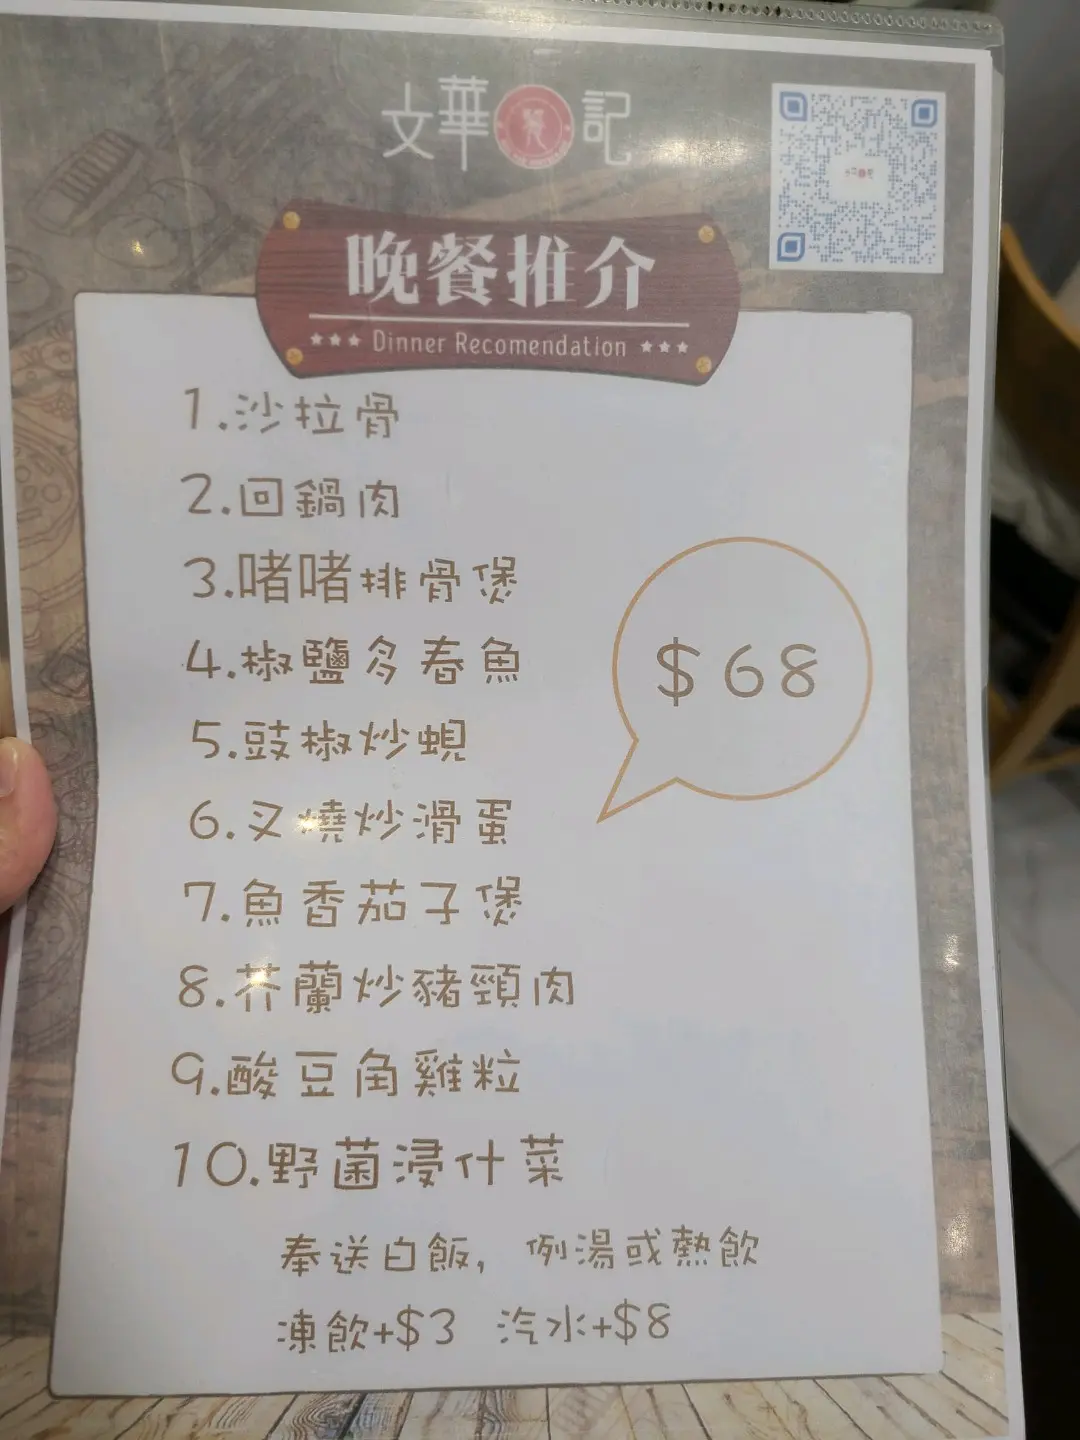 文華記
晚餐推介
Dinner Recomendation
1.沙拉骨
2.回鍋肉
3.啫啫排骨煲
4.椒鹽多春魚
5.豉椒炒蜆
6.叉燒炒滑蛋
7.魚香茄子煲
8.芥蘭炒豬頸肉
9.酸豆角雞粒
10.野菌浸什菜
$68
奉送白飯，例湯或熱飲
凍飲+$3 汽水+$8